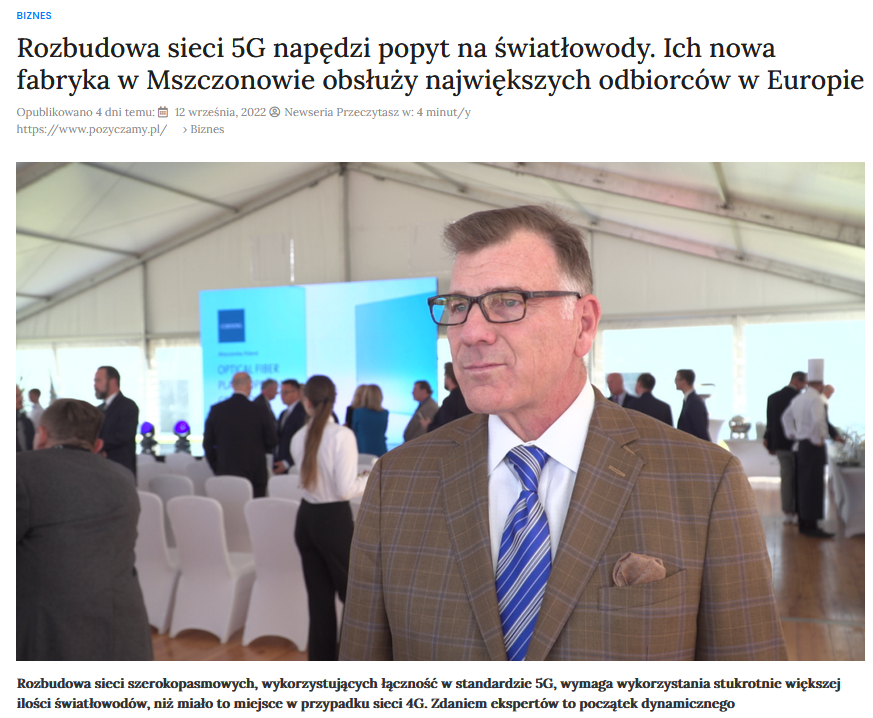 BIZNES
Rozbudowa sieci 5G napędzi popyt na światłowody. Ich nowa
fabryka w Mszczonowie obsłuży największych odbiorców w Europie
Opublikowano 4 dni temu: 12 września, 2022 Newseria Przeczytasz w: 4 minut/y
https://www.pozyczamy.pl/ › Biznes
CORNING
OPTICAL FIBER
Rozbudowa sieci szerokopasmowych, wykorzystujących łączność w standardzie 5G, wymaga wykorzystania stukrotnie większej
ilości światłowodów, niż miało to miejsce w przypadku sieci 4G. Zdaniem ekspertów to początek dynamicznego